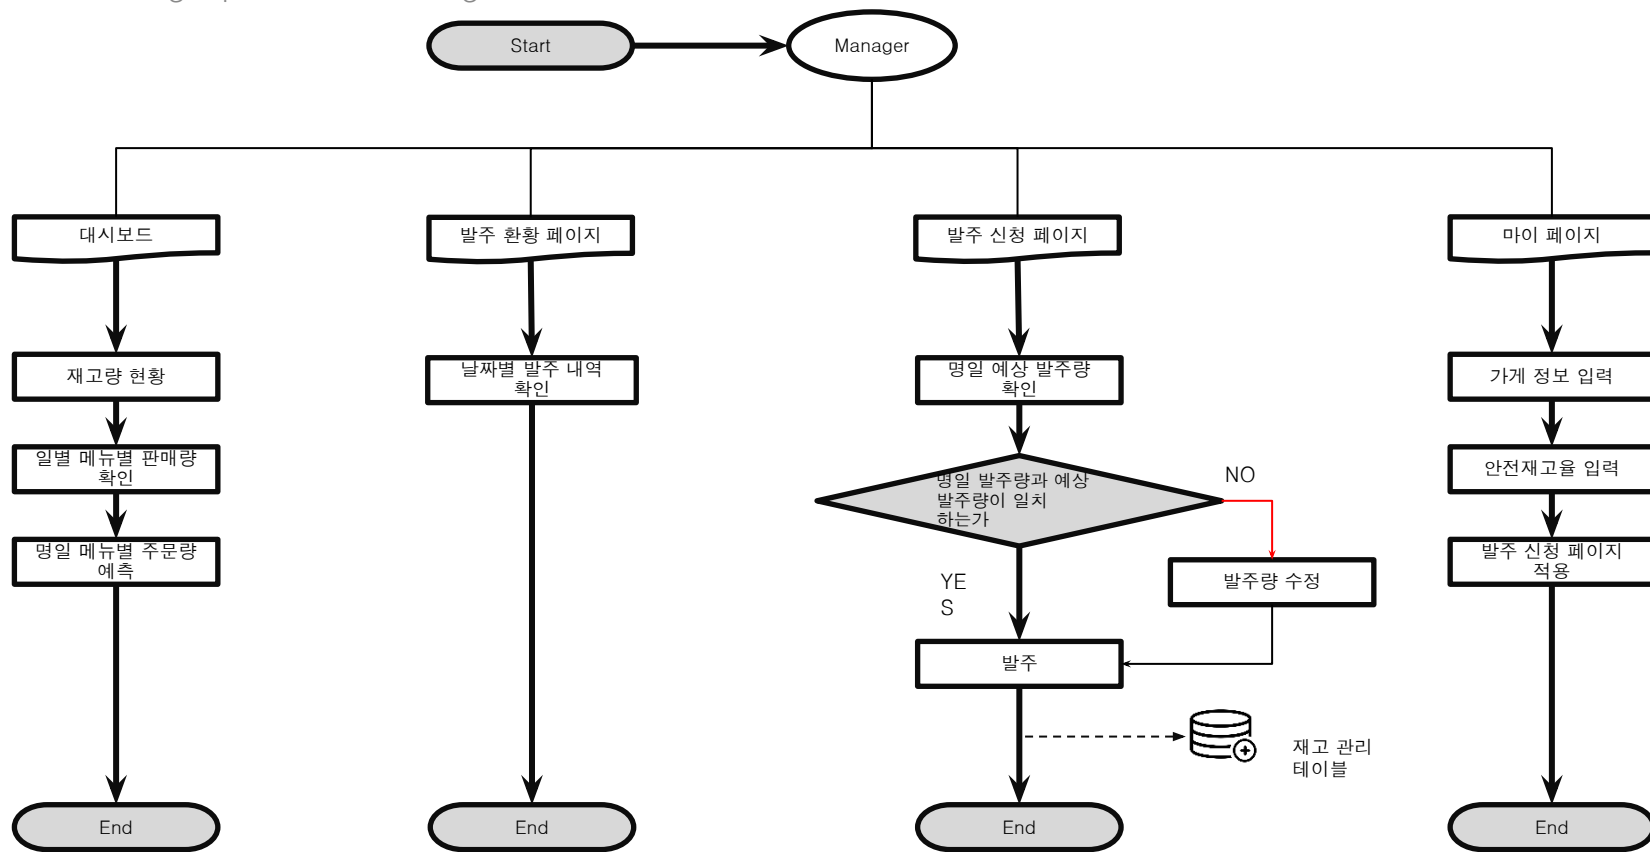 Start
Manager
대시보드
발주 환황 페이지
발주 신청 페이지
마이 페이지
재고량 현황
날짜별 발주 내역
확인
명일 예상 발주량
확인
가게 정보 입력
일별 메뉴별 판매량
확인
명일 발주량과 예상
발주량이 일치
하는가
NO
안전재고율 입력
명일 메뉴별 주문량
예측
YE
S
발주량 수정
발주 신청 페이지
적용
발주
재고 관리
테이블
End
End
End
End